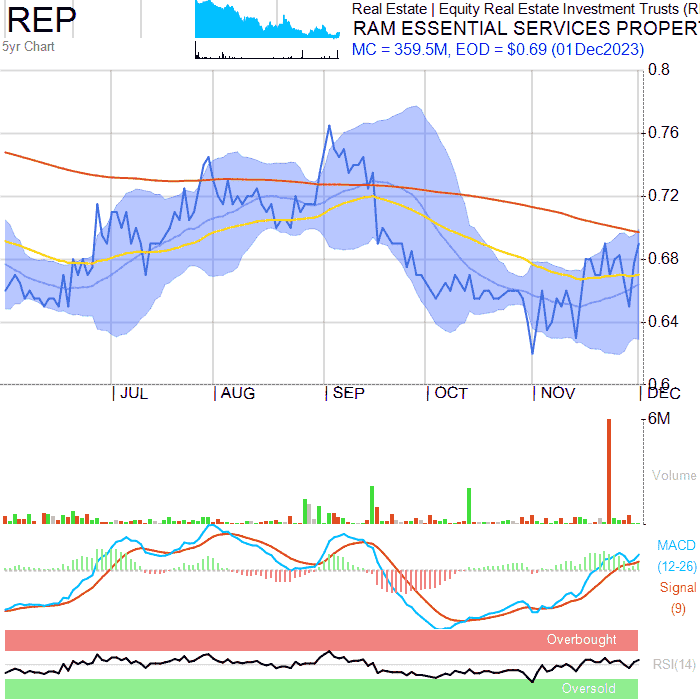 REP
5yr Chart
Real Estate | Equity Real Estate Investment Trusts (R
RAM ESSENTIAL SERVICES PROPER
MC = 359.5M, EOD = $0.69 (01Dec2023)
0.8
0.76
0.72
0.68
0.64
0.6
JUL
AUG
SEP
OCT
NOV
DEC
6M
Volume
MACD
(12-26)
Signal
(9)
Overbought
RSI(14)
Oversold